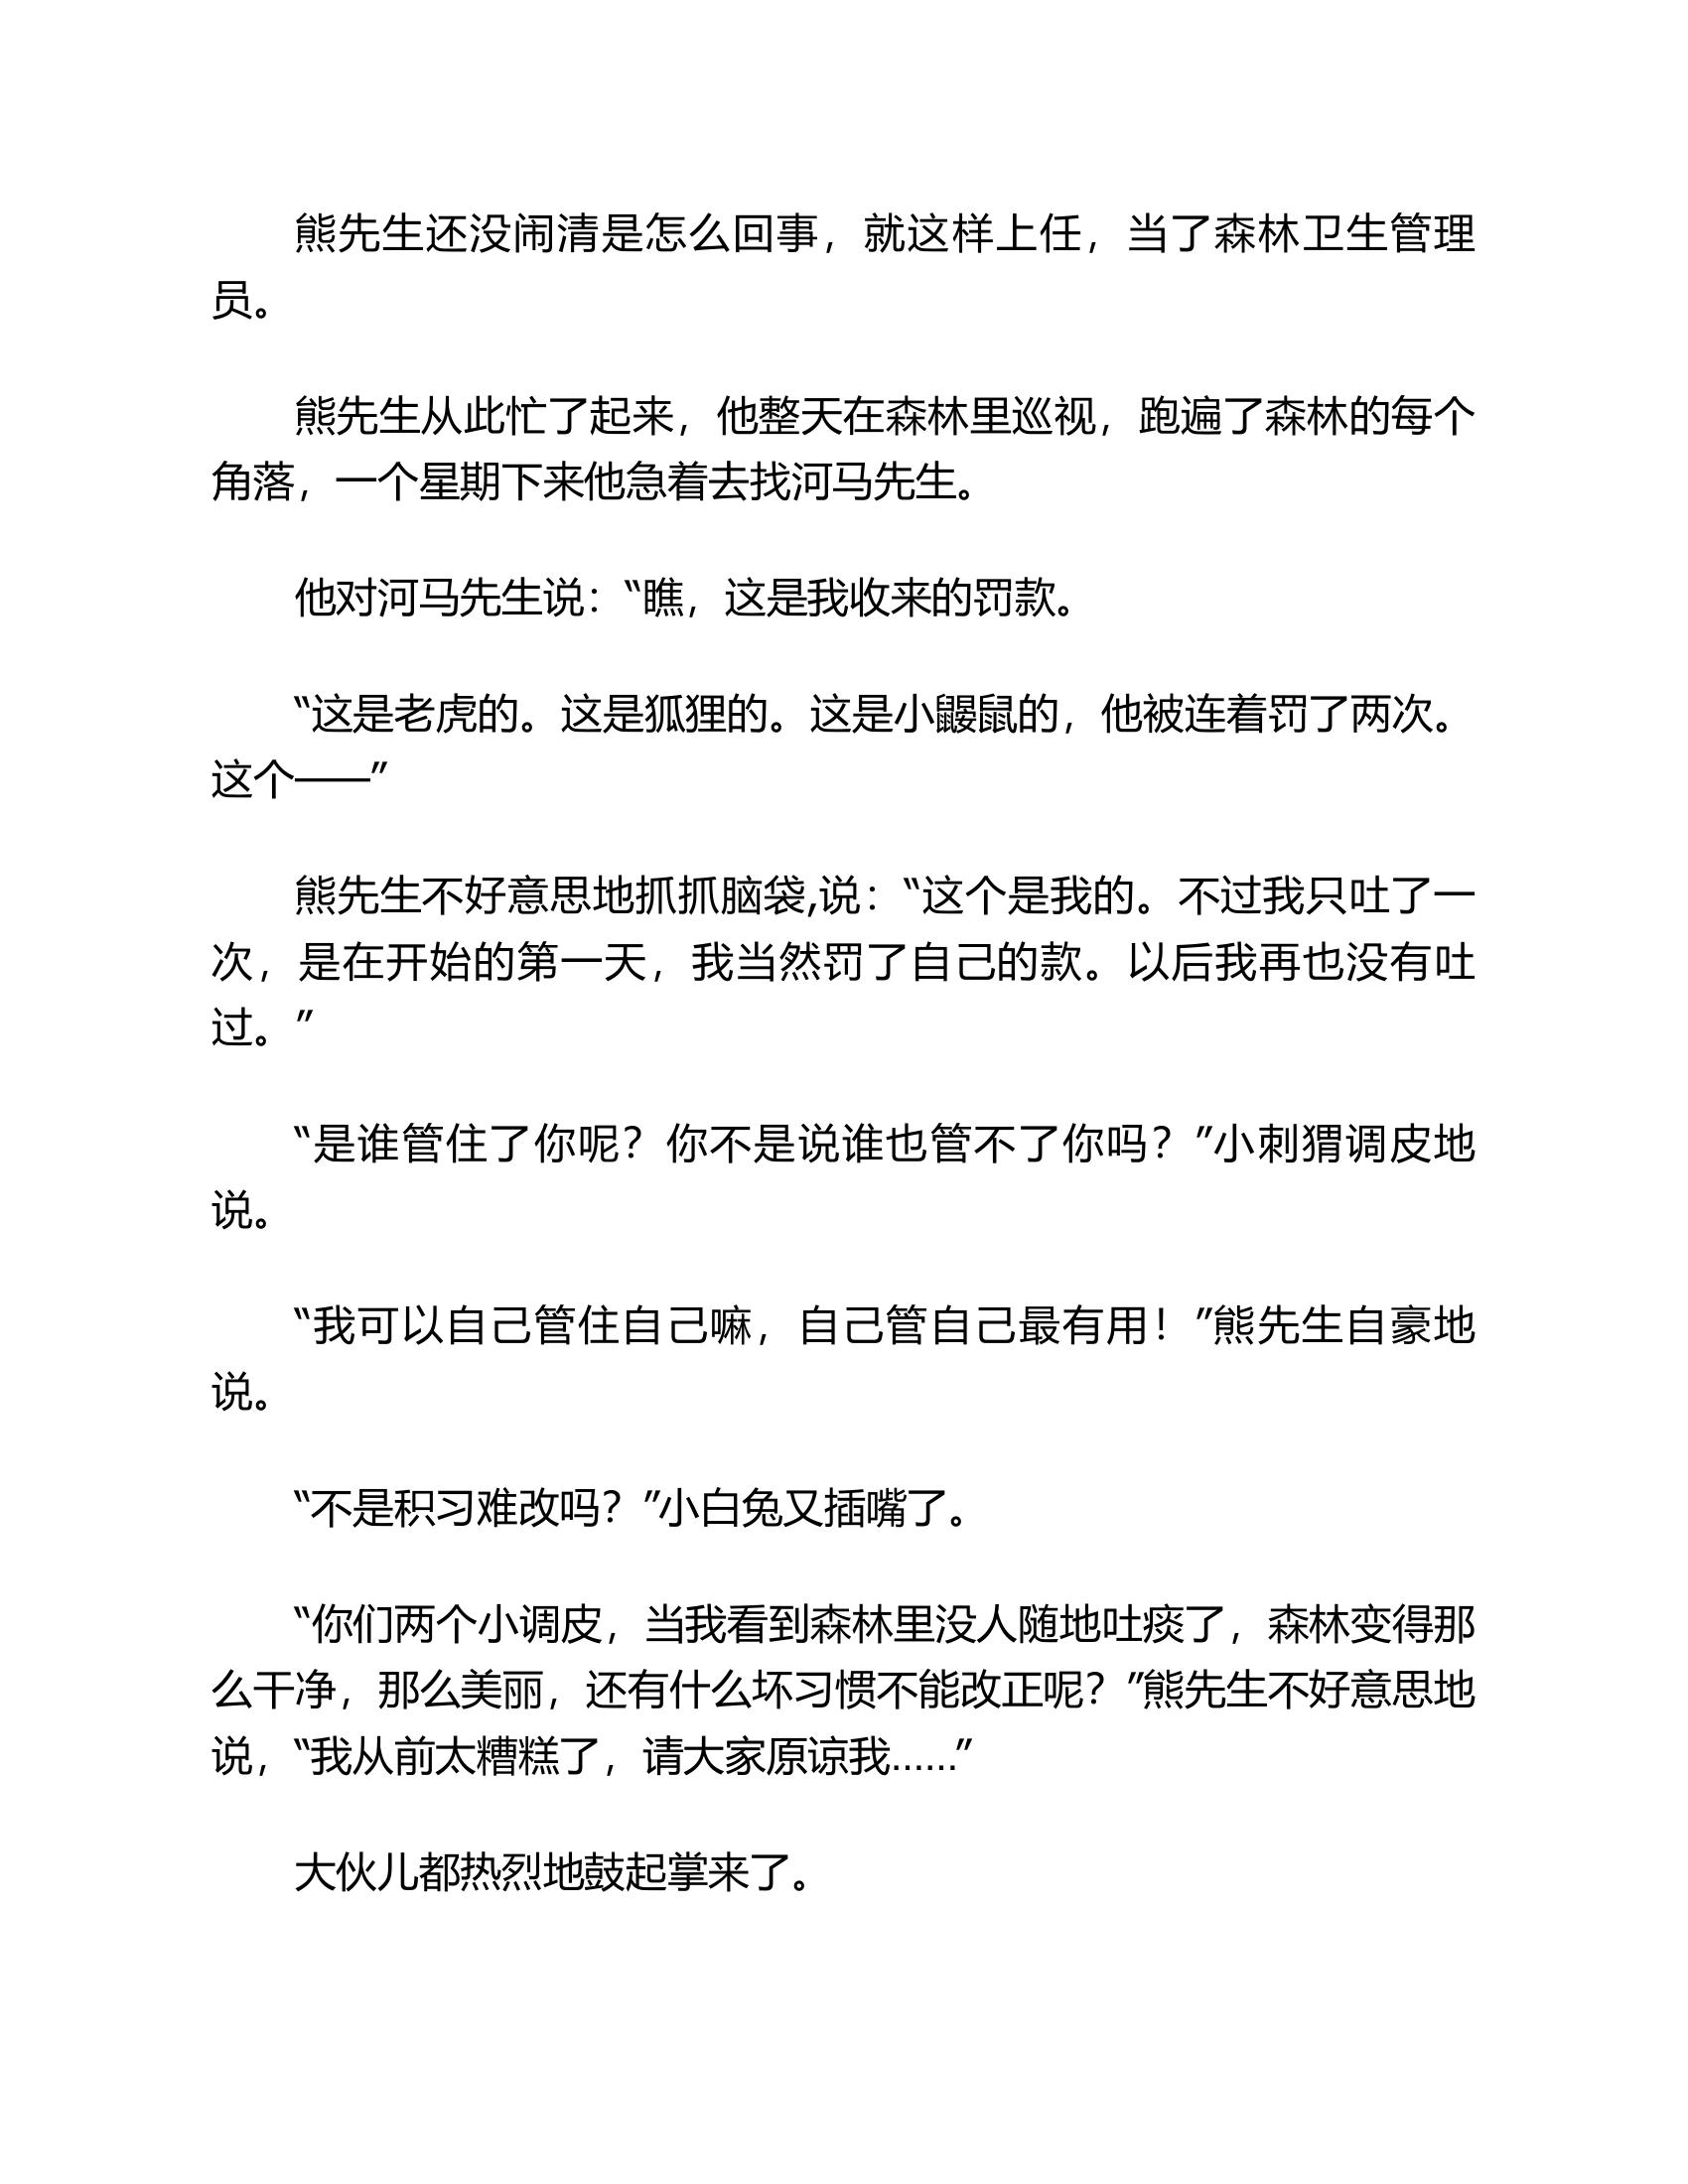 熊先生还没闹清是怎么回事，就这样上任，当了森林卫生管理
员。
熊先生从此忙了起来，他整天在森林里巡视，跑遍了森林的每个
角落，一个星期下来他急着去找河马先生。
他对河马先生说：“瞧，这是我收来的罚款。
“这是老虎的。这是狐狸的。这是小鼹鼠的，他被连着罚了两次。
这个——”
熊先生不好意思地抓抓脑袋,说：“这个是我的。不过我只吐了一
次，是在开始的第一天，我当然罚了自己的款。以后我再也没有吐
过。”
“是谁管住了你呢？你不是说谁也管不了你吗？”小刺猬调皮地
说。
“我可以自己管住自己嘛，自己管自己最有用！”熊先生自豪地
说。
“不是积习难改吗？”小白兔又插嘴了。
“你们两个小调皮，当我看到森林里没人随地吐痰了，森林变得那
么干净，那么美丽，还有什么坏习惯不能改正呢？”熊先生不好意思地
说，“我从前太糟糕了，请大家原谅我……”
大伙儿都热烈地鼓起掌来了。